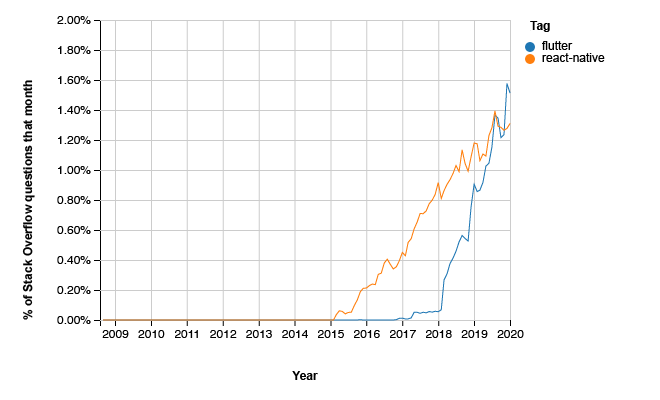 % of Stack Overflow questions that month
2.00%
1.80%
1.60%
1.40%
1.20%
1.00%
0.80%
0.60%
0.40%
0.20%
0.00%
2009 2010 2011 2012 2013 2014 2015 2016 2017 2018 2019 2020
Year
Tag
flutter
react-native